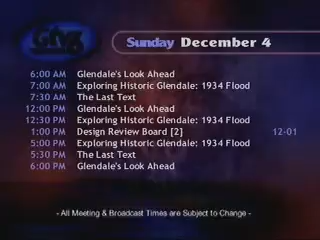 GTV6
Sunday December 4
6:00 AM Glendale's Look Ahead
7:00 AM Exploring Historic Glendale: 1934 Flood
7:30 AM The Last Text
12:00 PM Glendale's Look Ahead
12:30 PM Exploring Historic Glendale: 1934 Flood
1:00 PM Design Review Board [2] 12-01
5:00 PM Exploring Historic Glendale: 1934 Flood
5:30 PM The Last Text
6:00 PM Glendale's Look Ahead
- All Meeting & Broadcast Times are Subject to Change -